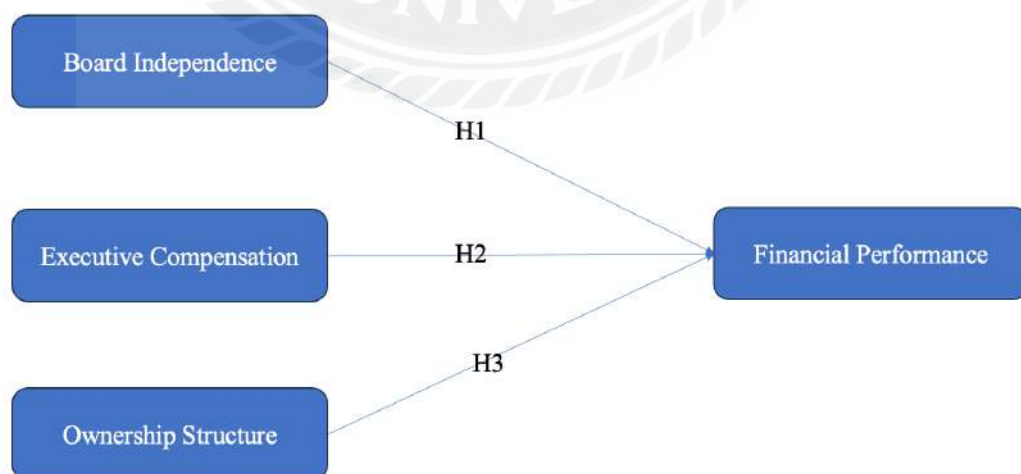 Board Independence
H1
Executive Compensation
H2
Financial Performance
H3
Ownership Structure